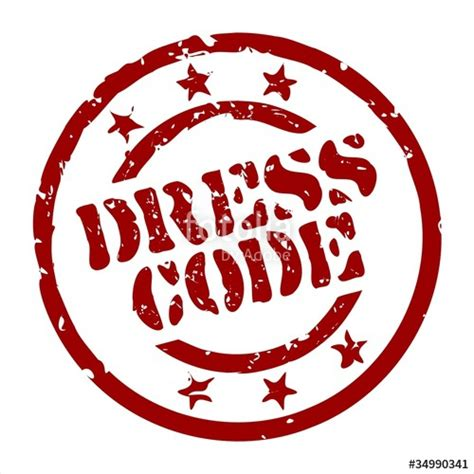 DRESS
CODE
fotolia
by Adobe
#34990341